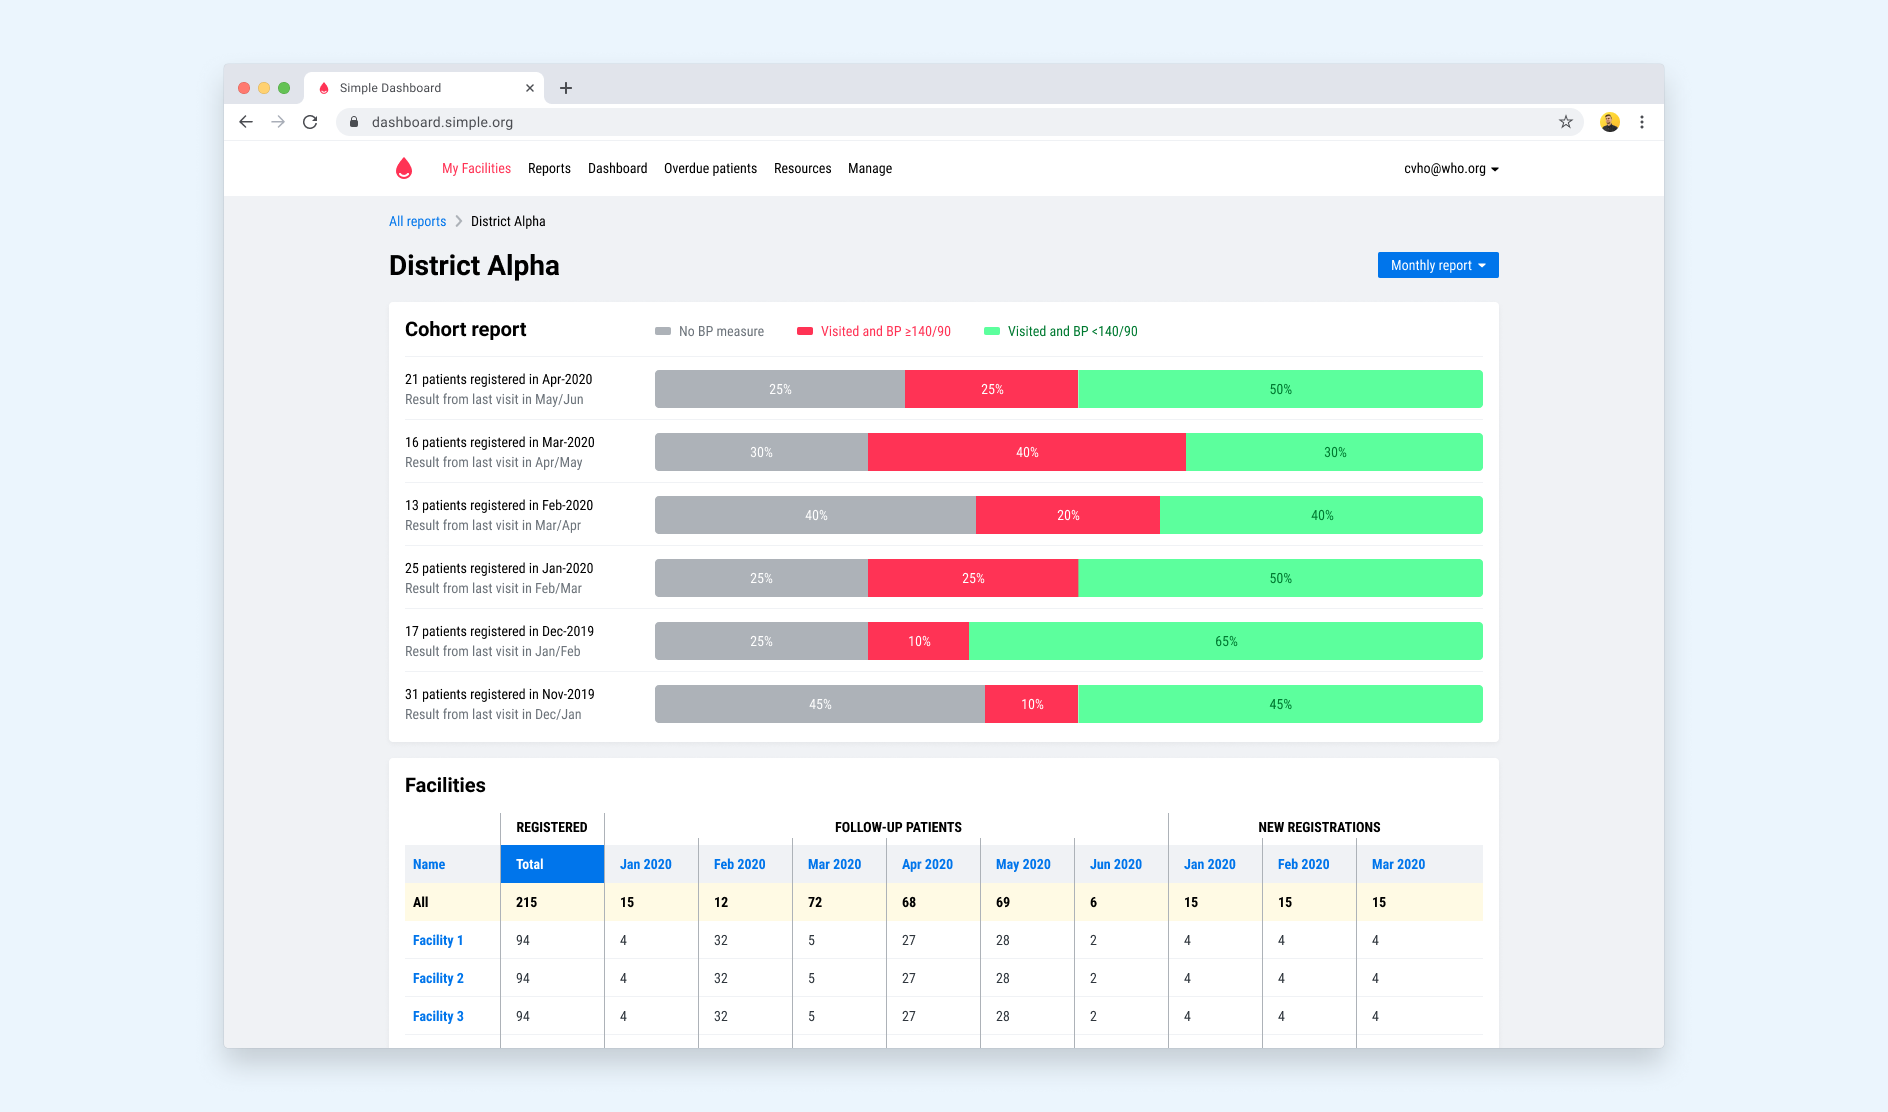 Simple Dashboard
dashboard.simple.org
My Facilities Reports Dashboard Overdue patients Resources Manage cvho@who.org
All reports District Alpha
District Alpha
Monthly report
Cohort report
No BP measure Visited and BP ≥140/90 Visited and BP <140/90
21 patients registered in Apr-2020
Result from last visit in May/Jun
25% 25% 50%
16 patients registered in Mar-2020
Result from last visit in Apr/May
30% 40% 30%
13 patients registered in Feb-2020
Result from last visit in Mar/Apr
40% 20% 40%
25 patients registered in Jan-2020
Result from last visit in Feb/Mar
25% 25% 50%
17 patients registered in Dec-2019
Result from last visit in Jan/Feb
25% 10% 65%
31 patients registered in Nov-2019
Result from last visit in Dec/Jan
45% 10% 45%
Facilities
REGISTERED FOLLOW-UP PATIENTS NEW REGISTRATIONS
Name Total Jan 2020 Feb 2020 Mar 2020 Apr 2020 May 2020 Jun 2020 Jan 2020 Feb 2020 Mar 2020
All 215 15 12 72 68 69 6 15 15 15
Facility 1 94 4 32 5 27 28 2 4 4 4
Facility 2 94 4 32 5 27 28 2 4 4 4
Facility 3 94 4 32 5 27 28 2 4 4 4